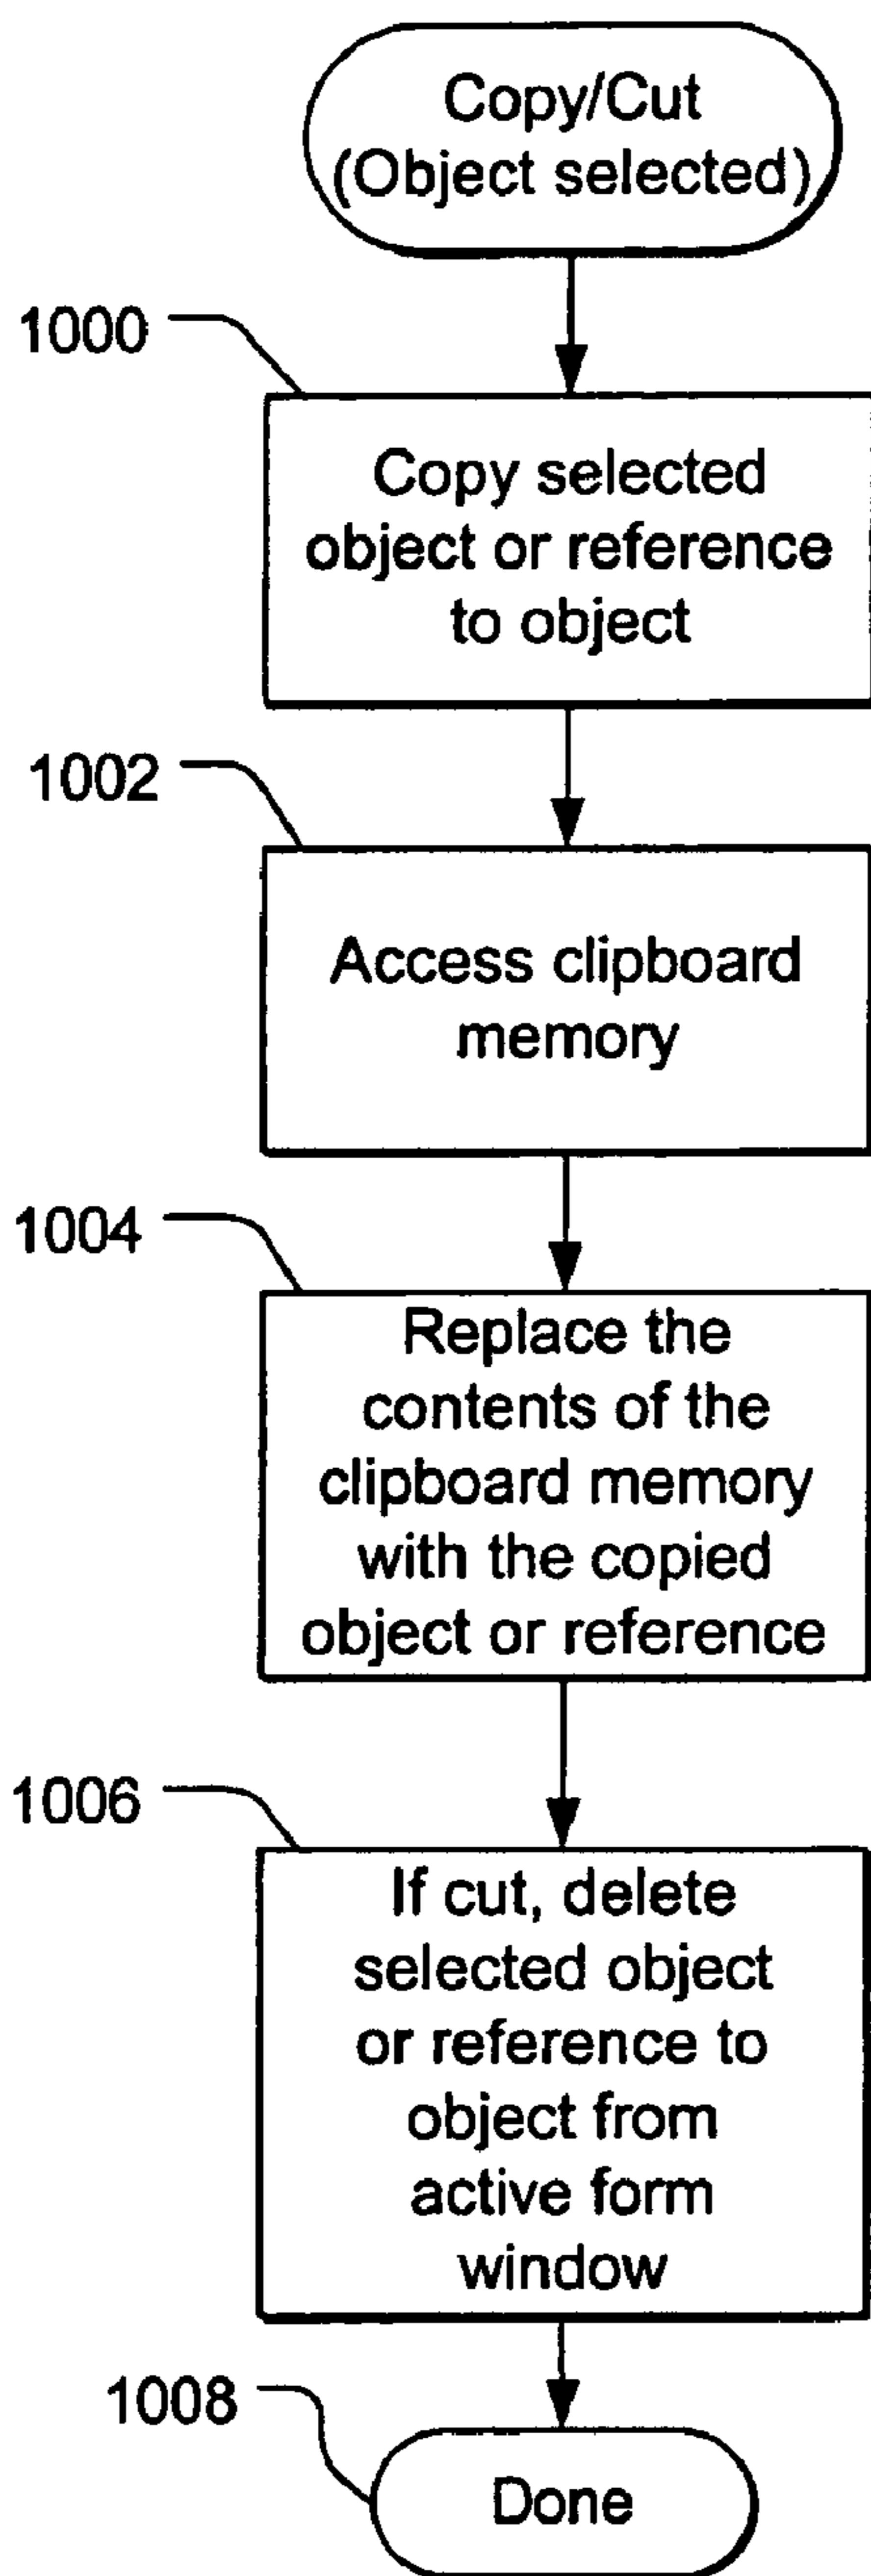 Copy/Cut
(Object selected)
1000
Copy selected
object or reference
to object
1002
Access clipboard
memory
1004
Replace the
contents of the
clipboard memory
with the copied
object or reference
1006
If cut, delete
selected object
or reference to
object from
active form
window
1008
Done